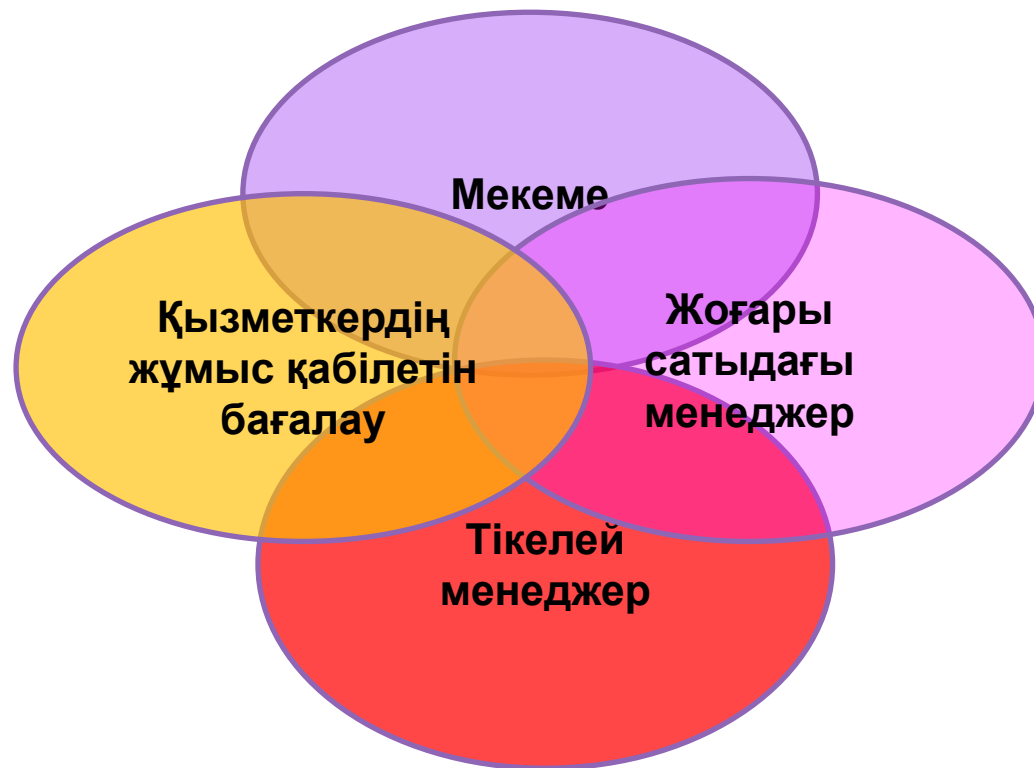 Мекеме
Қызметкердің
жұмыс қабілетін
бағалау
Жоғары
сатыдағы
менеджер
Тікелей
менеджер